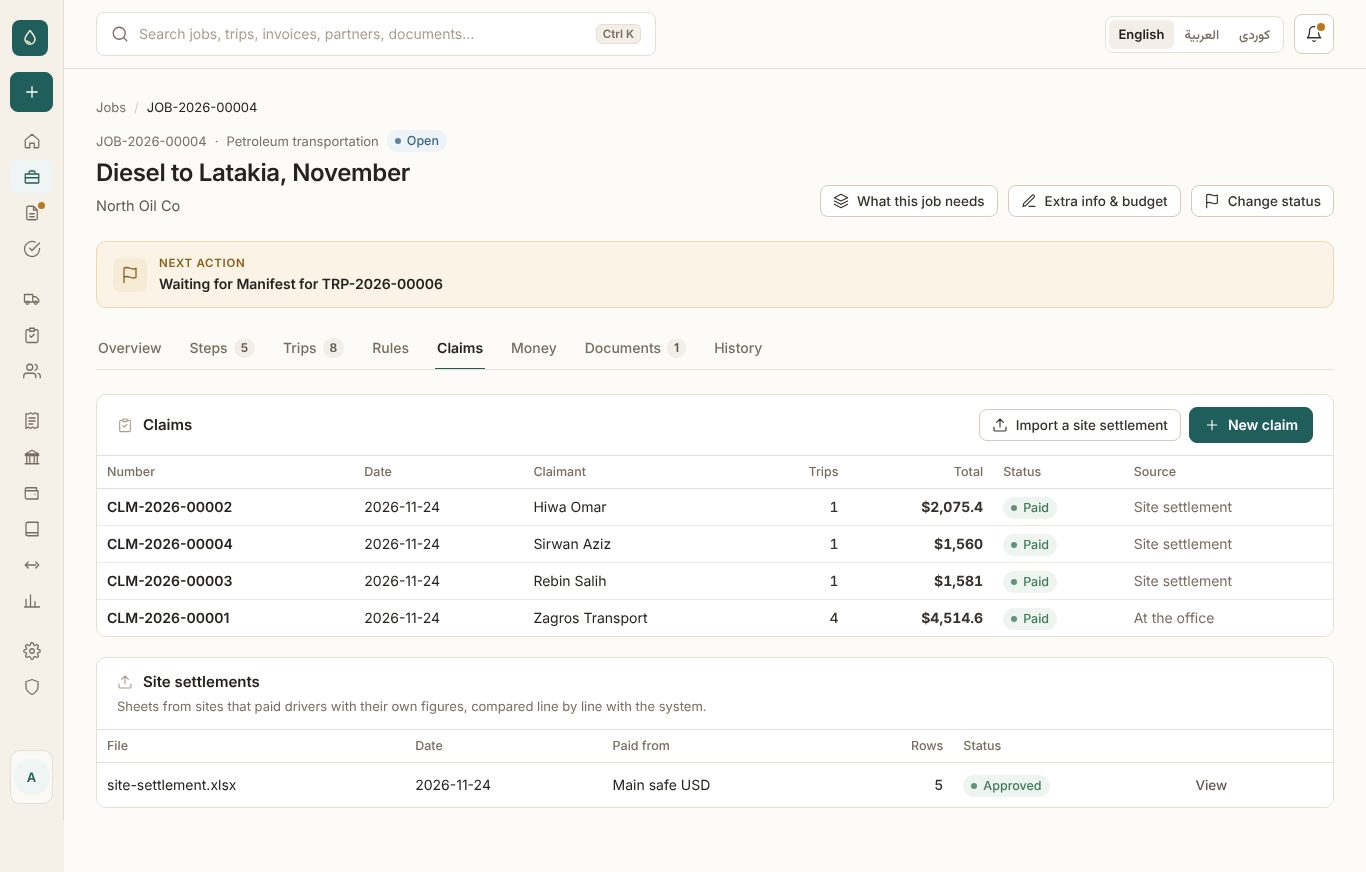 Search jobs, trips, invoices, partners, documents... Ctrl K
English العربية كوردی
Jobs / JOB-2026-00004
JOB-2026-00004 · Petroleum transportation Open
Diesel to Latakia, November
North Oil Co
What this job needs Extra info & budget Change status
NEXT ACTION
Waiting for Manifest for TRP-2026-00006
Overview Steps 5 Trips 8 Rules Claims Money Documents 1 History
Claims Import a site settlement + New claim
Number Date Claimant Trips Total Status Source
CLM-2026-00002 2026-11-24 Hiwa Omar 1 $2,075.4 Paid Site settlement
CLM-2026-00004 2026-11-24 Sirwan Aziz 1 $1,560 Paid Site settlement
CLM-2026-00003 2026-11-24 Rebin Salih 1 $1,581 Paid Site settlement
CLM-2026-00001 2026-11-24 Zagros Transport 4 $4,514.6 Paid At the office
Site settlements
Sheets from sites that paid drivers with their own figures, compared line by line with the system.
File Date Paid from Rows Status
site-settlement.xlsx 2026-11-24 Main safe USD 5 Approved View
A